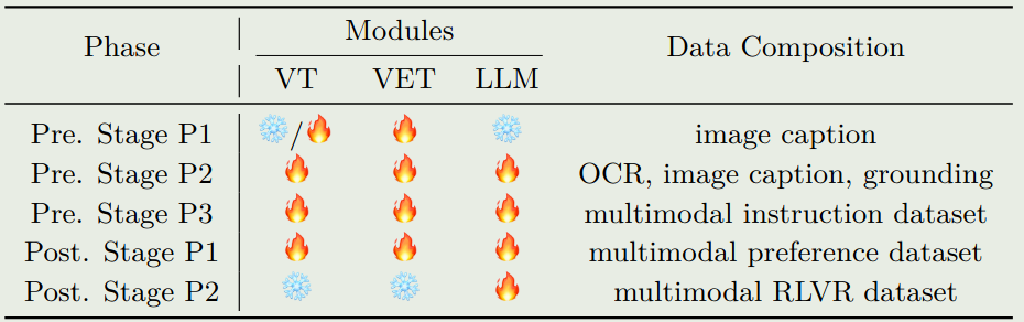 Phase Modules Data Composition
VT VET LLM
Pre. Stage P1 ❄️/🔥 🔥 ❄️ image caption
Pre. Stage P2 🔥 🔥 🔥 OCR, image caption, grounding
Pre. Stage P3 🔥 🔥 🔥 multimodal instruction dataset
Post. Stage P1 🔥 🔥 🔥 multimodal preference dataset
Post. Stage P2 ❄️ ❄️ 🔥 multimodal RLVR dataset